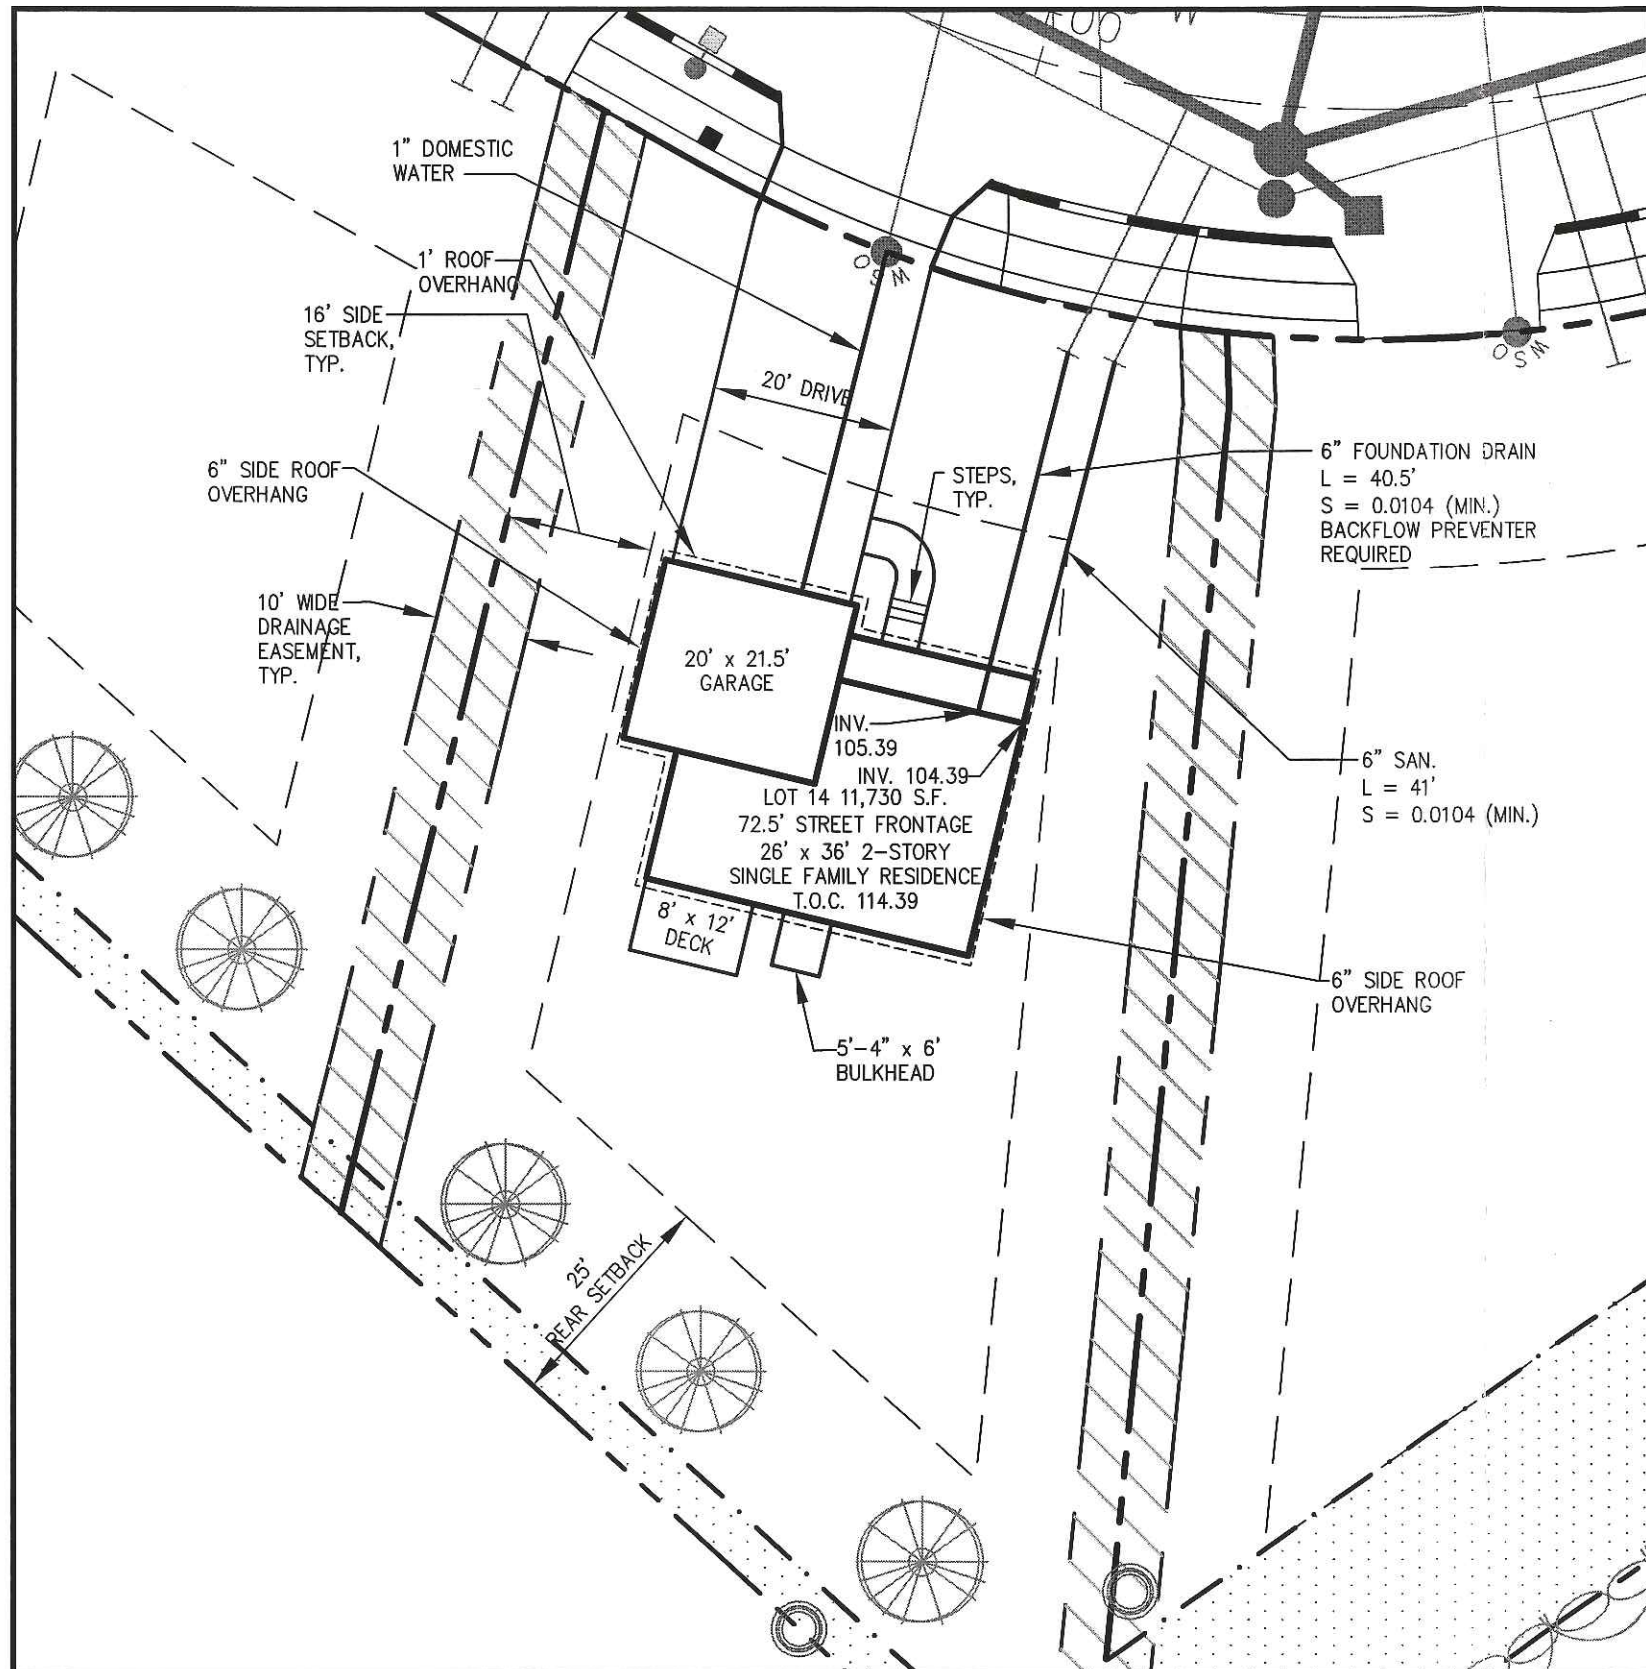 1" DOMESTIC
WATER
1' ROOF
OVERHANG
16' SIDE
SETBACK,
TYP.
6" SIDE ROOF
OVERHANG
10' WIDE
DRAINAGE
EASEMENT,
TYP.
WSO
WSO
20' DRIVE
STEPS,
TYP.
6" FOUNDATION DRAIN
L = 40.5'
S = 0.0104 (MIN.)
BACKFLOW PREVENTER
REQUIRED
20' x 21.5'
GARAGE
INV.
105.39
INV. 104.39
LOT 14 11,730 S.F.
72.5' STREET FRONTAGE
26' x 36' 2-STORY
SINGLE FAMILY RESIDENCE
T.O.C. 114.39
6" SAN.
L = 41'
S = 0.0104 (MIN.)
8' x 12'
DECK
6" SIDE ROOF
OVERHANG
5'-4" x 6'
BULKHEAD
25'
REAR SETBACK